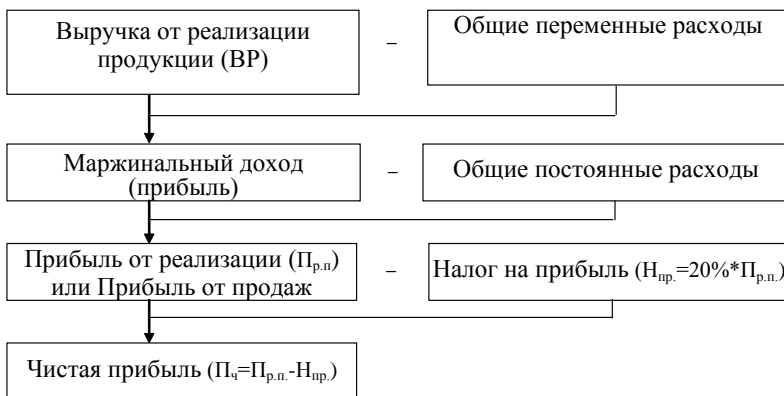 Выручка от реализации
продукции (ВР)
–
Общие переменные расходы
Маржинальный доход
(прибыль)
–
Общие постоянные расходы
Прибыль от реализации (Пр.п)
или Прибыль от продаж
–
Налог на прибыль (Нпр.=20%*Пр.п.)
Чистая прибыль (Пч=Пр.п.-Нпр.)